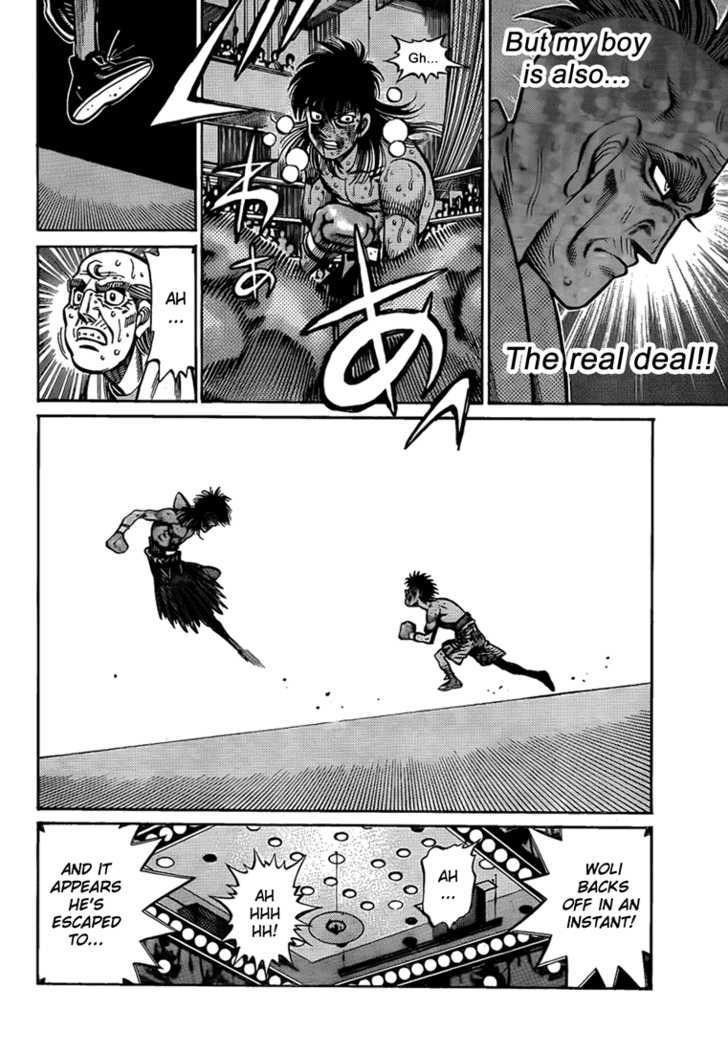 But my boy
is also...
The real deal!!
Gh...
あ
あ
あ
AH
...
WOLI
BACKS
OFF IN AN
INSTANT!
AH
...
AH
HHH
HH!
AND IT
APPEARS
HE'S
ESCAPED
TO...